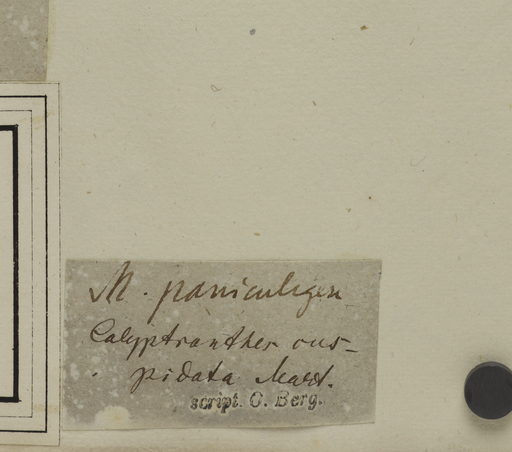 M. paniculigera
Calyptranthes cus-
pidata Mart.
script. O. Berg.